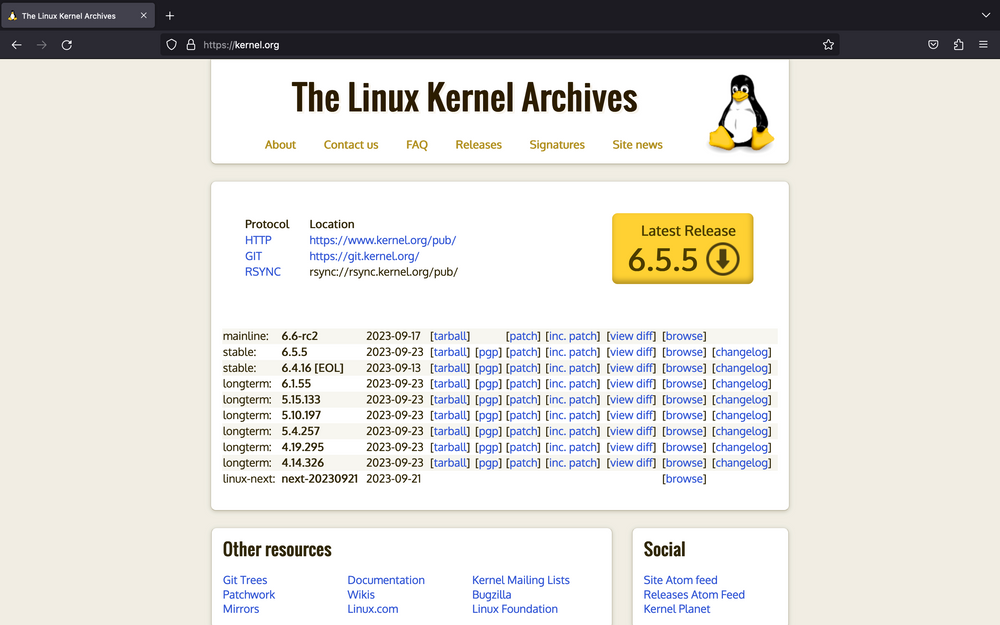 The Linux Kernel Archives
https://kernel.org
The Linux Kernel Archives
About Contact us FAQ Releases Signatures Site news
Protocol Location
HTTP https://www.kernel.org/pub/
GIT https://git.kernel.org/
RSYNC rsync://rsync.kernel.org/pub/
Latest Release
6.5.5
mainline: 6.6-rc2 2023-09-17 [tarball] [patch] [inc. patch] [view diff] [browse]
stable: 6.5.5 2023-09-23 [tarball] [pgp] [patch] [inc. patch] [view diff] [browse] [changelog]
stable: 6.4.16 [EOL] 2023-09-13 [tarball] [pgp] [patch] [inc. patch] [view diff] [browse] [changelog]
longterm: 6.1.55 2023-09-23 [tarball] [pgp] [patch] [inc. patch] [view diff] [browse] [changelog]
longterm: 5.15.133 2023-09-23 [tarball] [pgp] [patch] [inc. patch] [view diff] [browse] [changelog]
longterm: 5.10.197 2023-09-23 [tarball] [pgp] [patch] [inc. patch] [view diff] [browse] [changelog]
longterm: 5.4.257 2023-09-23 [tarball] [pgp] [patch] [inc. patch] [view diff] [browse] [changelog]
longterm: 4.19.295 2023-09-23 [tarball] [pgp] [patch] [inc. patch] [view diff] [browse] [changelog]
longterm: 4.14.326 2023-09-23 [tarball] [pgp] [patch] [inc. patch] [view diff] [browse] [changelog]
linux-next: next-20230921 2023-09-21 [browse]
Other resources
Git Trees Documentation Kernel Mailing Lists
Patchwork Wikis Bugzilla
Mirrors Linux.com Linux Foundation
Social
Site Atom feed
Releases Atom Feed
Kernel Planet